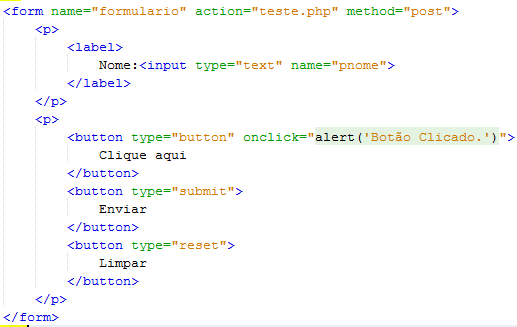 <form name="formulario" action="teste.php" method="post">
<p>
<label>
Nome:<input type="text" name="pnome">
</label>
</p>
<p>
<button type="button" onclick="alert('Botão Clicado.')">
Clique aqui
</button>
<button type="submit">
Enviar
</button>
<button type="reset">
Limpar
</button>
</p>
</form>